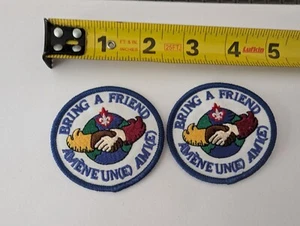 1 2 3 4 5
BRING A FRIEND
AMÈNE UN(E) AMI(E)
BRING A FRIEND
AMÈNE UN(E) AMI(E)